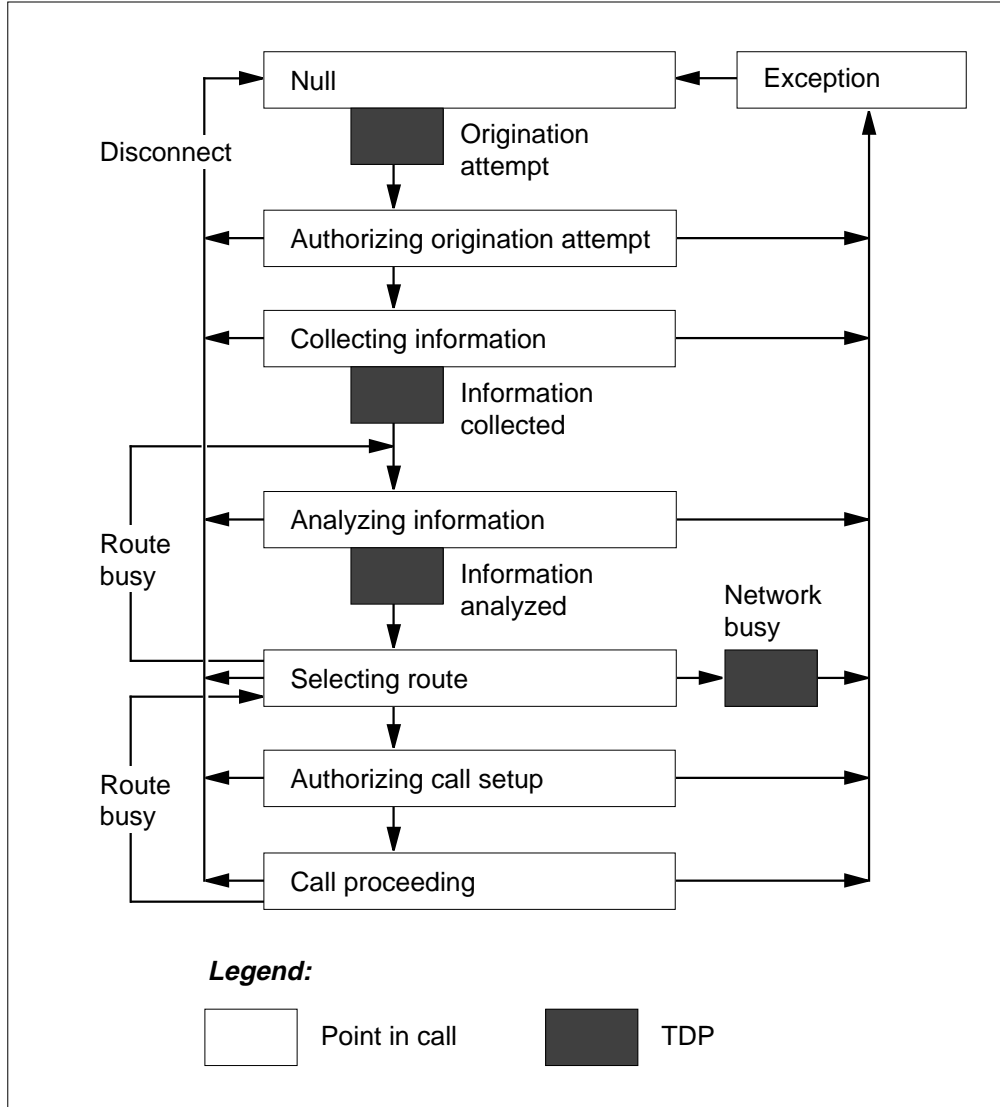 Null
Exception
Disconnect
Origination
attempt
Authorizing origination attempt
Collecting information
Information
collected
Analyzing information
Route
busy
Information
analyzed
Network
busy
Selecting route
Route
busy
Authorizing call setup
Call proceeding
Legend:
Point in call
TDP